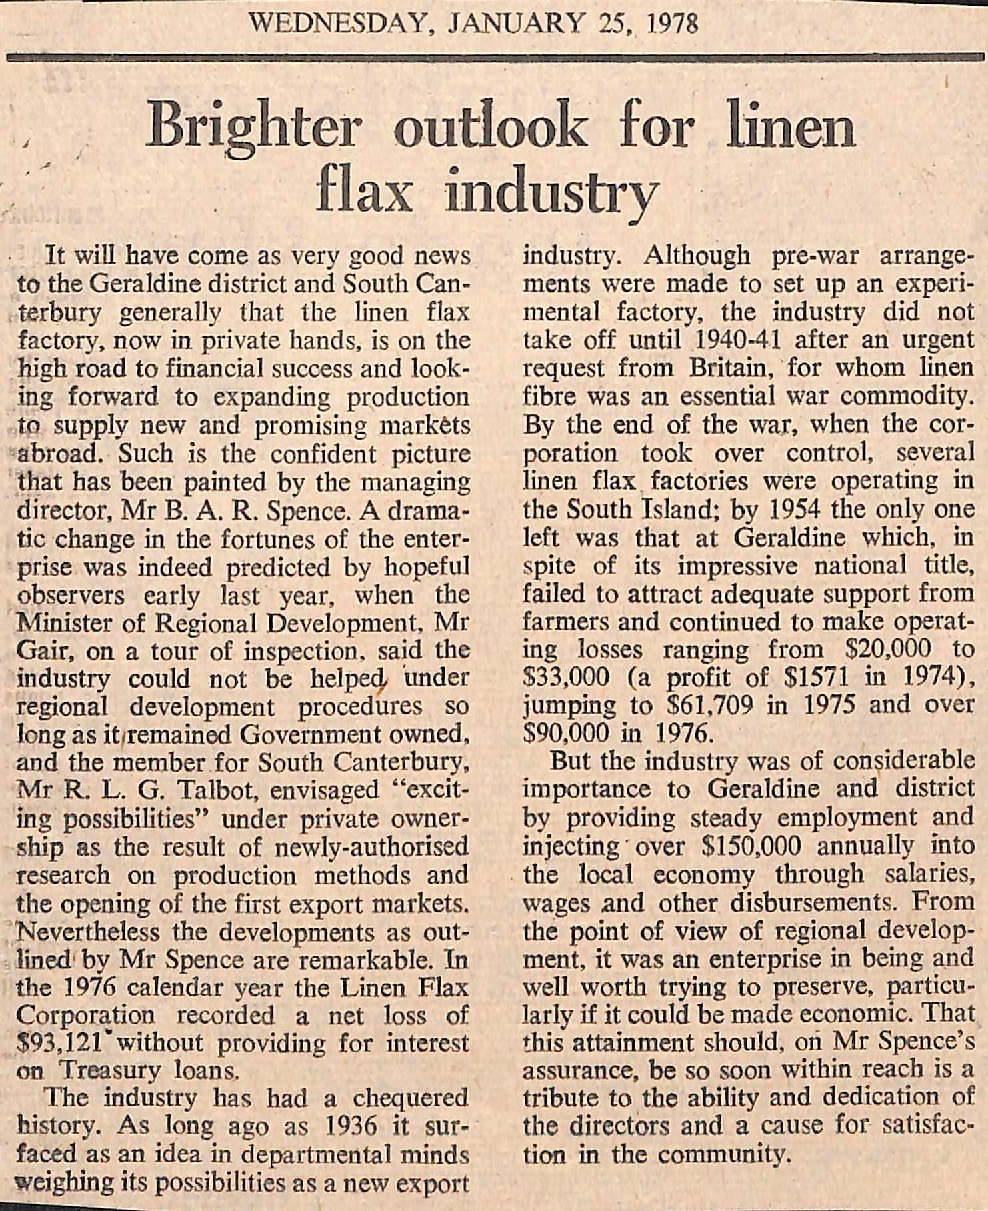 WEDNESDAY, JANUARY 25, 1978
Brighter outlook for linen
flax industry
It will have come as very good news
to the Geraldine district and South Can-
terbury generally that the linen flax
factory, now in private hands, is on the
high road to financial success and look-
ing forward to expanding production
to supply new and promising markets
abroad. Such is the confident picture
that has been painted by the managing
director, Mr B. A. R. Spence. A drama-
tic change in the fortunes of the enter-
prise was indeed predicted by hopeful
observers early last year, when the
Minister of Regional Development, Mr
Gair, on a tour of inspection, said the
industry could not be helped under
regional development procedures so
long as it remained Government owned,
and the member for South Canterbury,
Mr R. L. G. Talbot, envisaged "excit-
ing possibilities" under private owner-
ship as the result of newly-authorised
research on production methods and
the opening of the first export markets.
Nevertheless the developments as out-
lined by Mr Spence are remarkable. In
the 1976 calendar year the Linen Flax
Corporation recorded a net loss of
$93,121 without providing for interest
on Treasury loans.
The industry has had a chequered
history. As long ago as 1936 it sur-
faced as an idea in departmental minds
weighing its possibilities as a new export
industry. Although pre-war arrange-
ments were made to set up an experi-
mental factory, the industry did not
take off until 1940-41 after an urgent
request from Britain, for whom linen
fibre was an essential war commodity.
By the end of the war, when the cor-
poration took over control, several
linen flax factories were operating in
the South Island; by 1954 the only one
left was that at Geraldine which, in
spite of its impressive national title,
failed to attract adequate support from
farmers and continued to make operat-
ing losses ranging from $20,000 to
$33,000 (a profit of $1571 in 1974),
jumping to $61,709 in 1975 and over
$90,000 in 1976.
But the industry was of considerable
importance to Geraldine and district
by providing steady employment and
injecting over $150,000 annually into
the local economy through salaries,
wages and other disbursements. From
the point of view of regional develop-
ment, it was an enterprise in being and
well worth trying to preserve, particu-
larly if it could be made economic. That
this attainment should, on Mr Spence's
assurance, be so soon within reach is a
tribute to the ability and dedication of
the directors and a cause for satisfac-
tion in the community.